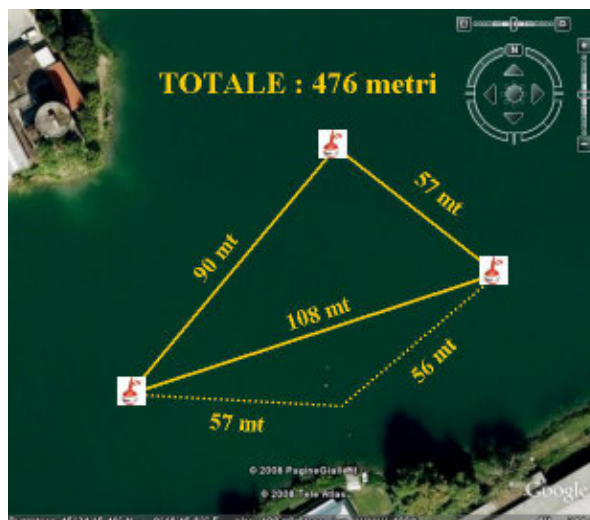 N
TOTALE : 476 metri
57 mt
90 mt
108 mt
56 mt
57 mt
© 2008 PagineGialle.it
© 2008 Tele Atlas
Google